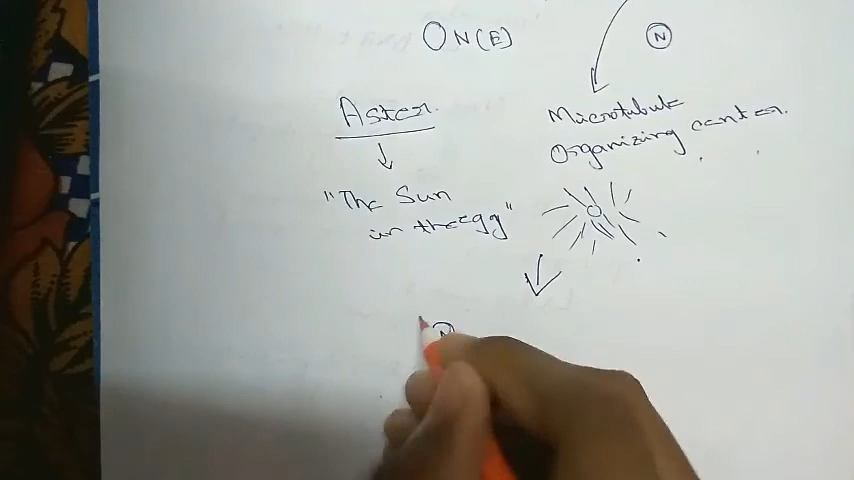 ON(E)
N
Aster.
Microtubule
Organizing center.
"The Sun
in the egg"
N